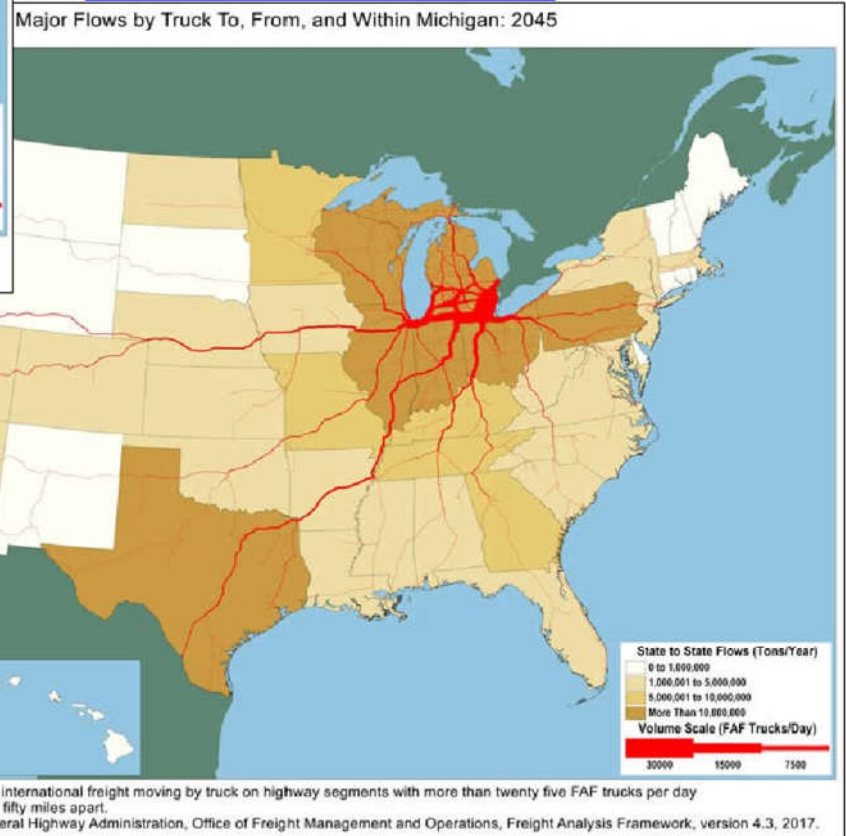 Major Flows by Truck To, From, and Within Michigan: 2045
State to State Flows (Tons/Year)
0 to 1,000,000
1,000,001 to 5,000,000
5,000,001 to 10,000,000
More Than 10,000,000
Volume Scale (FAF Trucks/Day)
30000 15000 7500
international freight moving by truck on highway segments with more than twenty five FAF trucks per day
fifty miles apart.
eral Highway Administration, Office of Freight Management and Operations, Freight Analysis Framework, version 4.3, 2017.